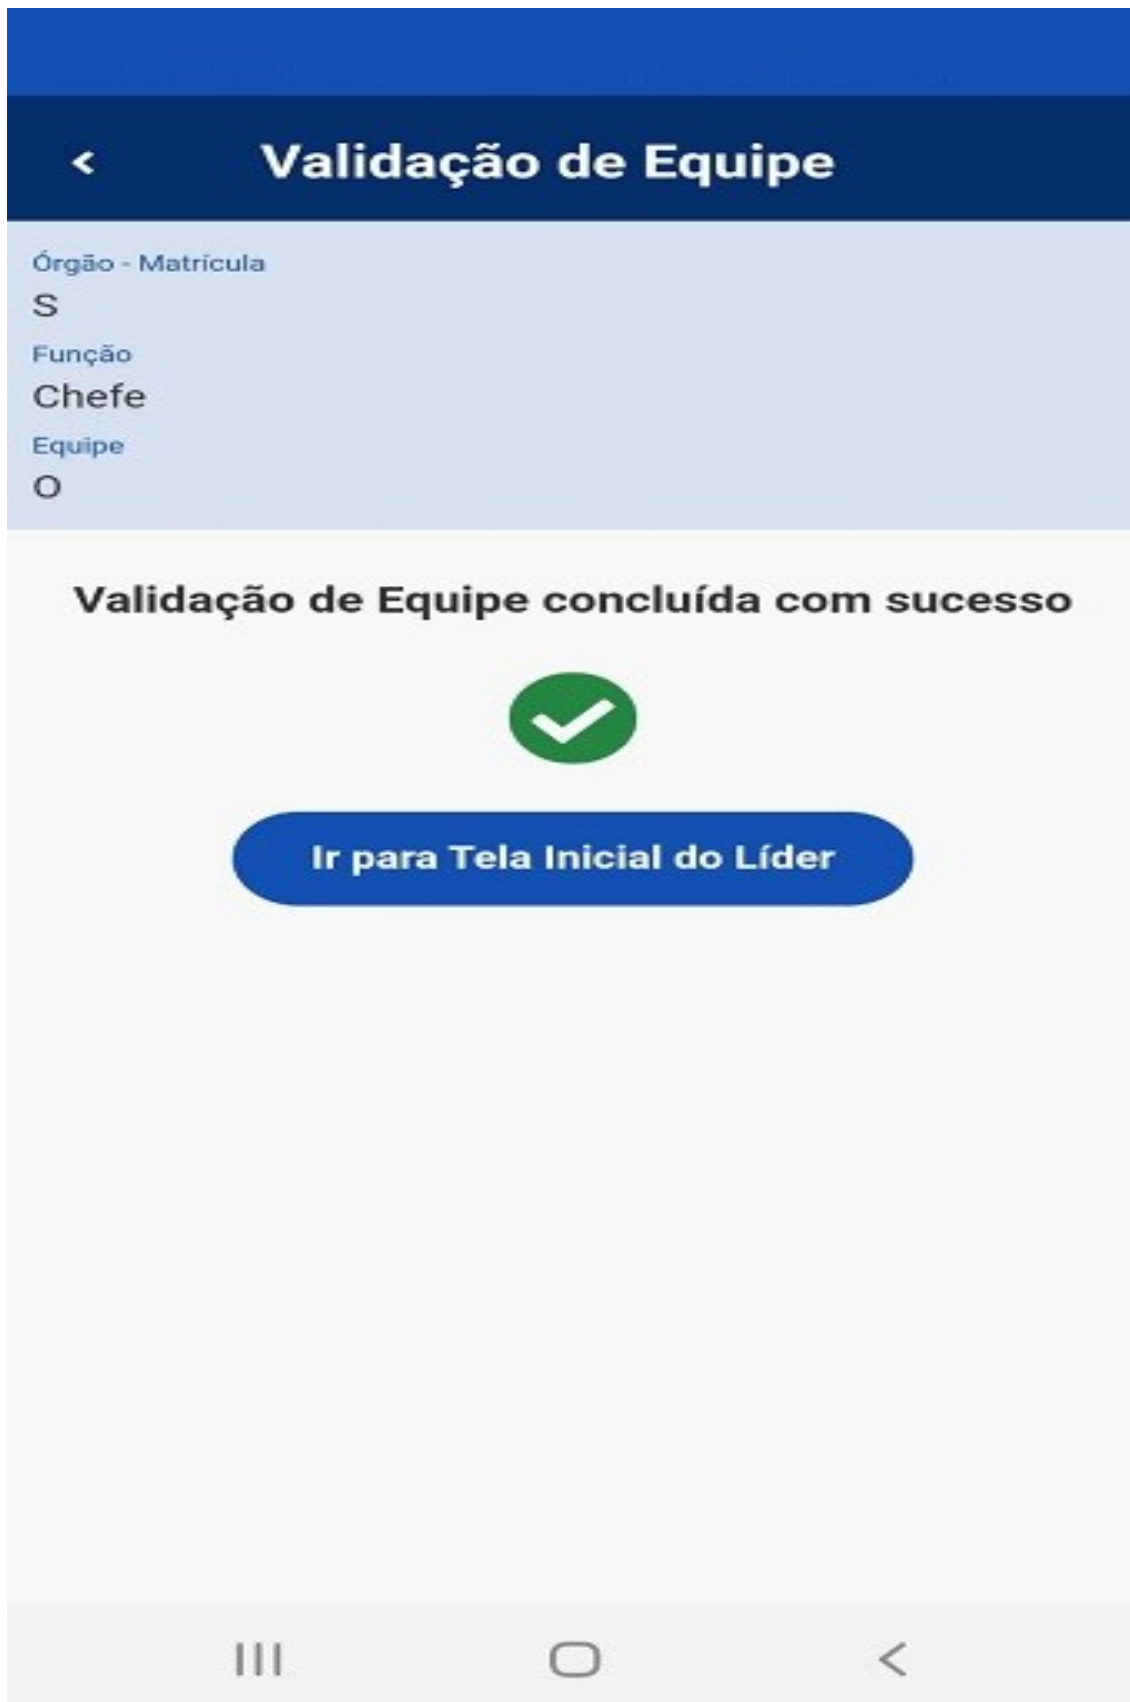 Validação de Equipe
Órgão - Matrícula
S
Função
Chefe
Equipe
O
Validação de Equipe concluída com sucesso
Ir para Tela Inicial do Líder